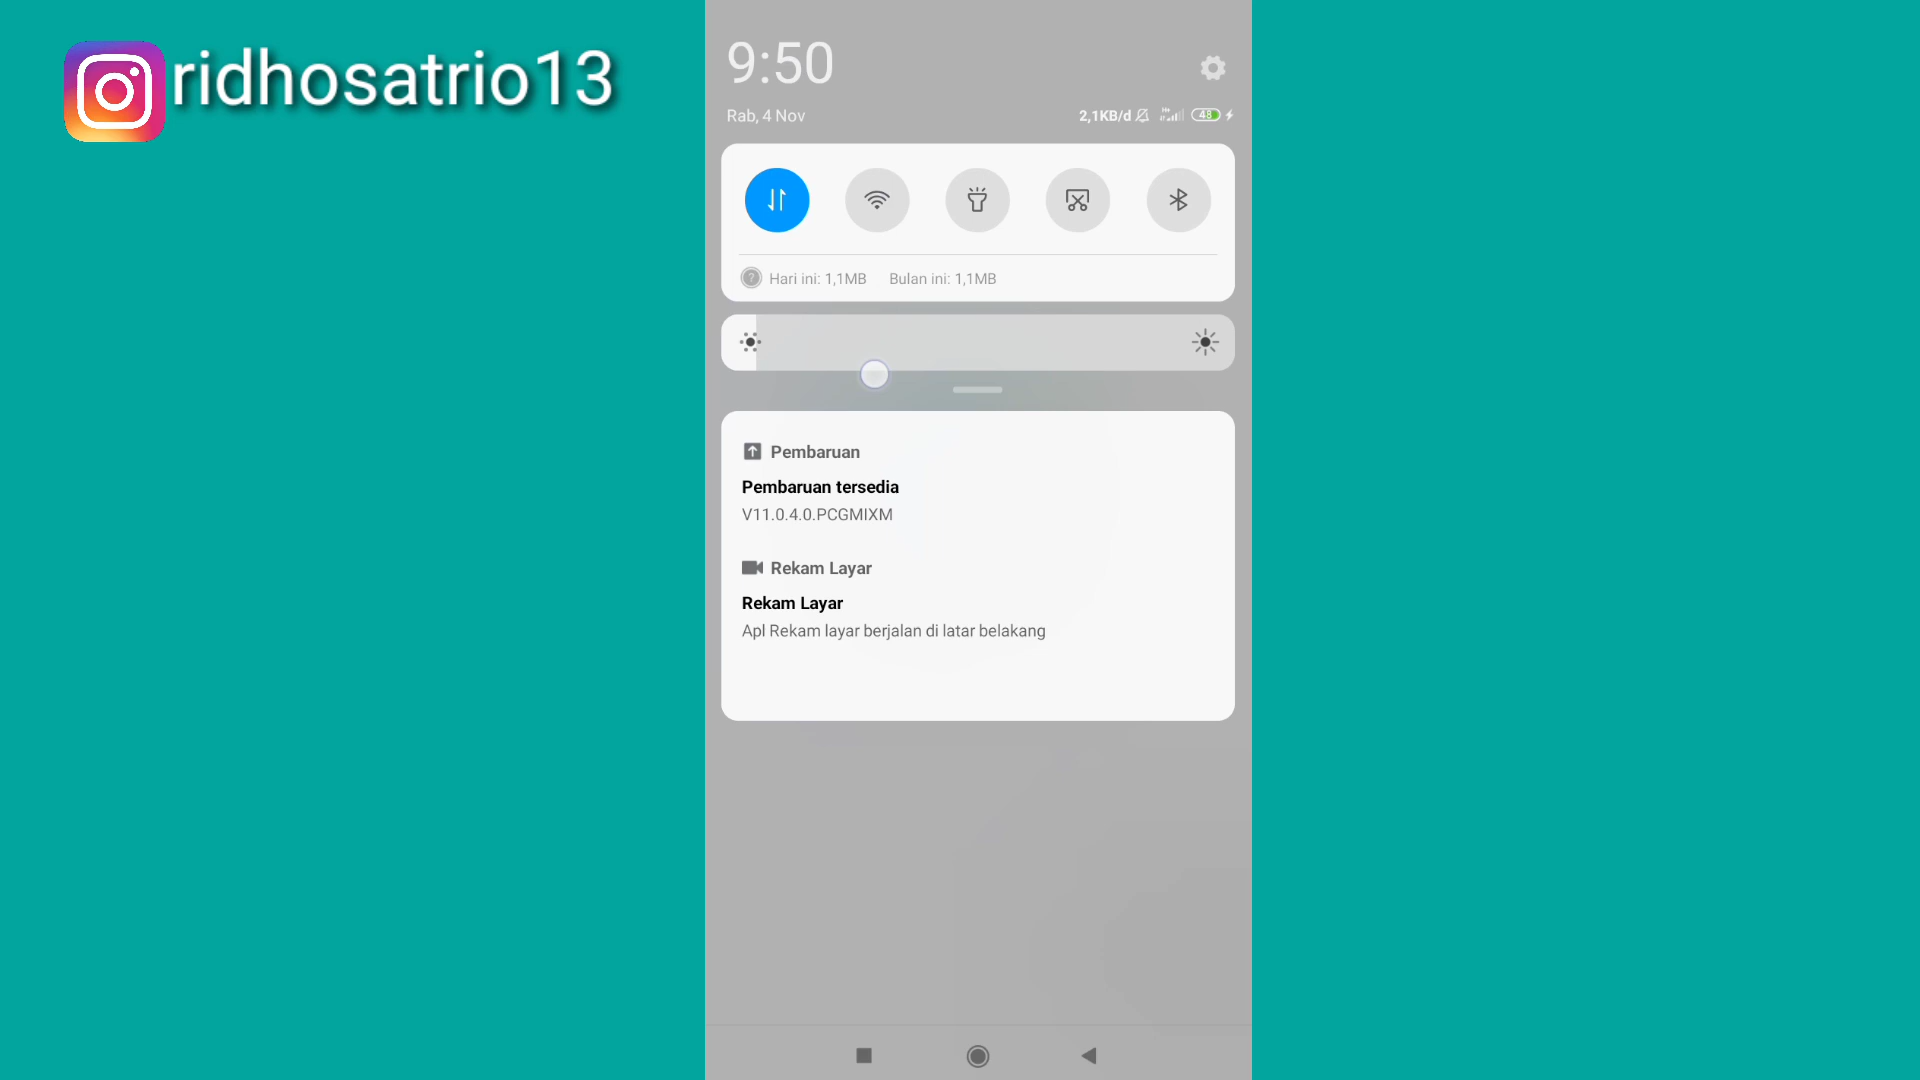 ridhosatrio13
9:50
Rab, 4 Nov
2,1KB/d
48
Hari ini: 1,1MB Bulan ini: 1,1MB
Pembaruan
Pembaruan tersedia
V11.0.4.0.PCGMIXM
Rekam Layar
Rekam Layar
Apl Rekam layar berjalan di latar belakang